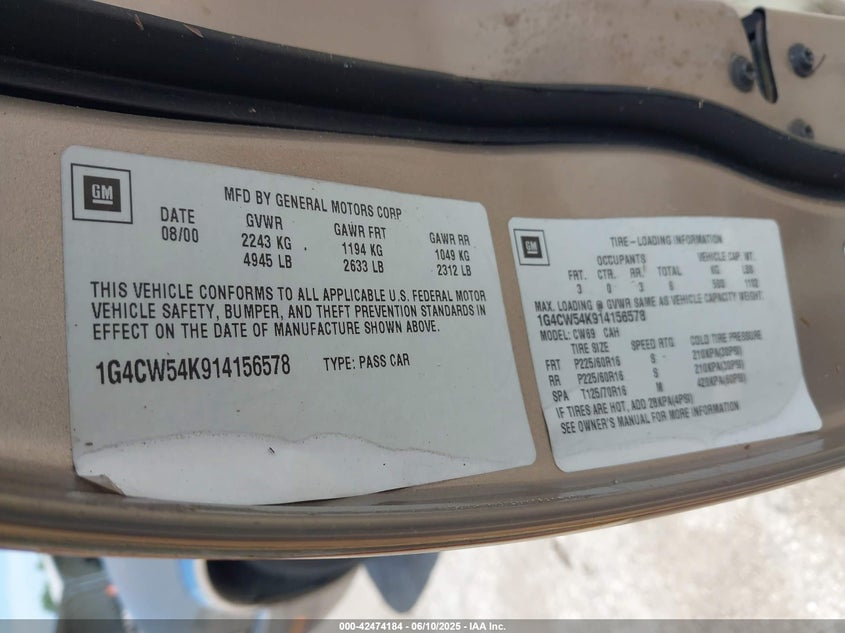 GM
MFD BY GENERAL MOTORS CORP
DATE GVWR GAWR FRT GAWR RR
08/00 2243 KG 1194 KG 1049 KG
4945 LB 2633 LB 2312 LB
THIS VEHICLE CONFORMS TO ALL APPLICABLE U.S. FEDERAL MOTOR
VEHICLE SAFETY, BUMPER, AND THEFT PREVENTION STANDARDS IN
EFFECT ON THE DATE OF MANUFACTURE SHOWN ABOVE.
1G4CW54K914156578 TYPE: PASS CAR
GM
TIRE-LOADING INFORMATION
OCCUPANTS VEHICLE CAP. WT.
FRT. CTR. RR. TOTAL KG LBS
3 0 3 6 500 1102
MAX. LOADING @ GVWR SAME AS VEHICLE CAPACITY WEIGHT.
1G4CW54K914156578
MODEL: CW69 CAH
TIRE SIZE SPEED RTG COLD TIRE PRESSURE
FRT P225/60R16 S 210KPA(30PSI)
RR P225/60R16 S 210KPA(30PSI)
SPA T125/70R16 M 420KPA(60PSI)
IF TIRES ARE HOT, ADD 28KPA(4PSI)
SEE OWNER'S MANUAL FOR MORE INFORMATION
000-42474184 - 06/10/2025 - IAA Inc.